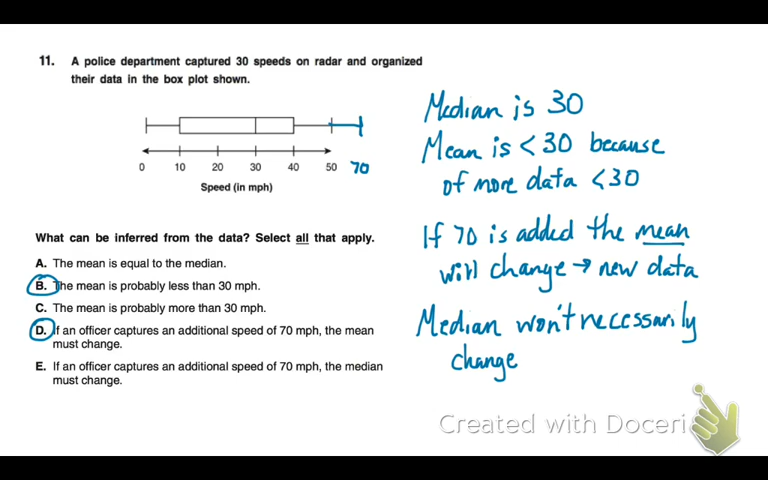 11. A police department captured 30 speeds on radar and organized
their data in the box plot shown.
0 10 20 30 40 50 70
Speed (in mph)
What can be inferred from the data? Select all that apply.
A. The mean is equal to the median.
B. The mean is probably less than 30 mph.
C. The mean is probably more than 30 mph.
D. If an officer captures an additional speed of 70 mph, the mean
must change.
E. If an officer captures an additional speed of 70 mph, the median
must change.
Median is 30
Mean is < 30 because
of more data < 30
If 70 is added the mean
will change → new data
Median won't necessarily
change
Created with Doceri